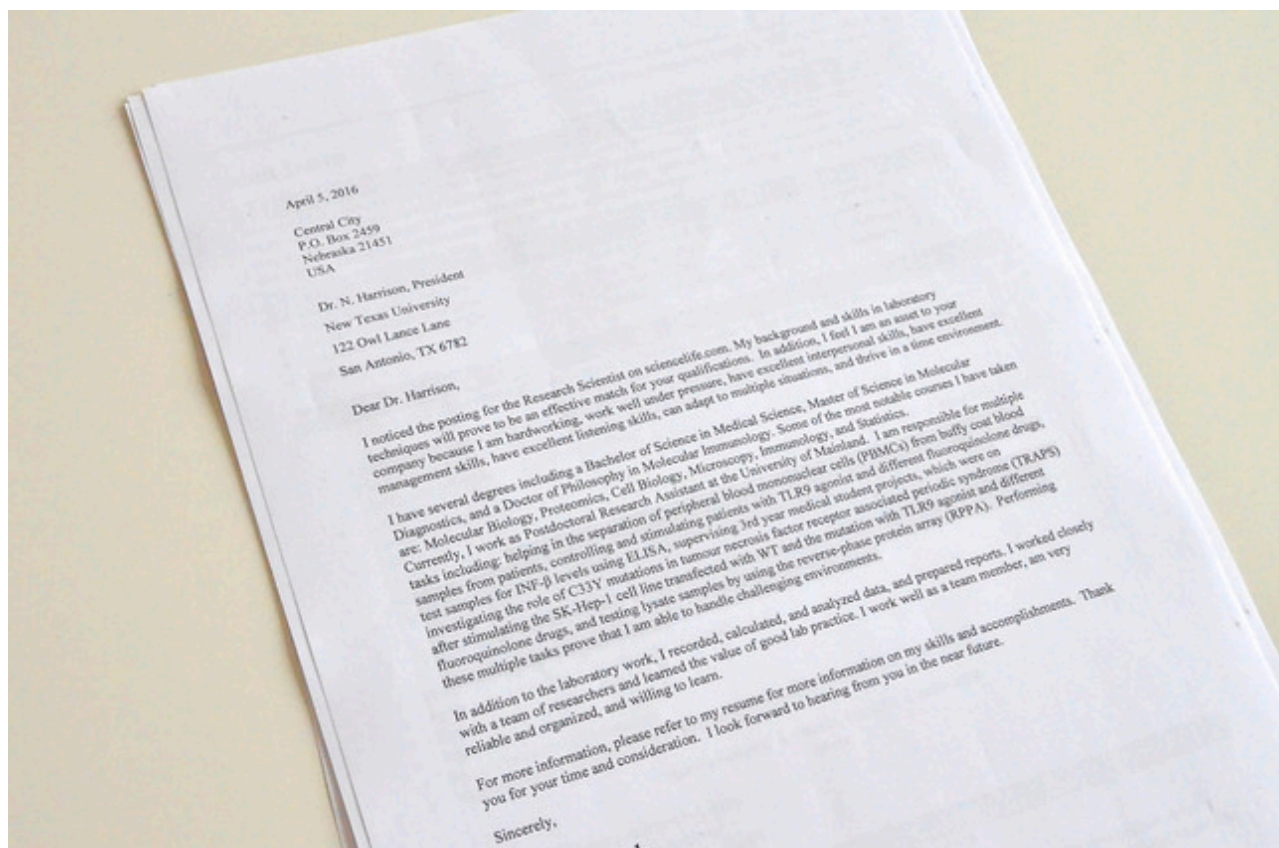 April 5, 2016
Central City
P.O. Box 2459
Nebraska 21451
USA
Dr. N. Harrison, President
New Texas University
122 Owl Lance Lane
San Antonio, TX 6782
Dear Dr. Harrison,
I noticed the posting for the Research Scientist on sciencelife.com. My background and skills in laboratory
techniques will prove to be an effective match for your qualifications. In addition, I feel I am an asset to your
company because I am hardworking, work well under pressure, have excellent interpersonal skills, have excellent
management skills, have excellent listening skills, can adapt to multiple situations, and thrive in a time environment.
I have several degrees including a Bachelor of Science in Medical Science, Master of Science in Molecular
Diagnostics, and a Doctor of Philosophy in Molecular Immunology. Some of the most notable courses I have taken
are: Molecular Biology, Proteomics, Cell Biology, Microscopy, Immunology, and Statistics.
Currently, I work as Postdoctoral Research Assistant at the University of Mainland. I am responsible for multiple
tasks including: helping in the separation of peripheral blood mononuclear cells (PBMCs) from buffy coat blood
samples from patients, controlling and stimulating patients with TLR9 agonist and different fluoroquinolone drugs,
test samples for INF-β levels using ELISA, supervising 3rd year medical student projects, which were on
investigating the role of C33Y mutations in tumour necrosis factor receptor associated periodic syndrome (TRAPS)
after stimulating the SK-Hep-1 cell line transfected with WT and the mutation with TLR9 agonist and different
fluoroquinolone drugs, and testing lysate samples by using the reverse-phase protein array (RPPA). Performing
these multiple tasks prove that I am able to handle challenging environments.
In addition to the laboratory work, I recorded, calculated, and analyzed data, and prepared reports. I worked closely
with a team of researchers and learned the value of good lab practice. I work well as a team member, am very
reliable and organized, and willing to learn.
For more information, please refer to my resume for more information on my skills and accomplishments. Thank
you for your time and consideration. I look forward to hearing from you in the near future.
Sincerely,